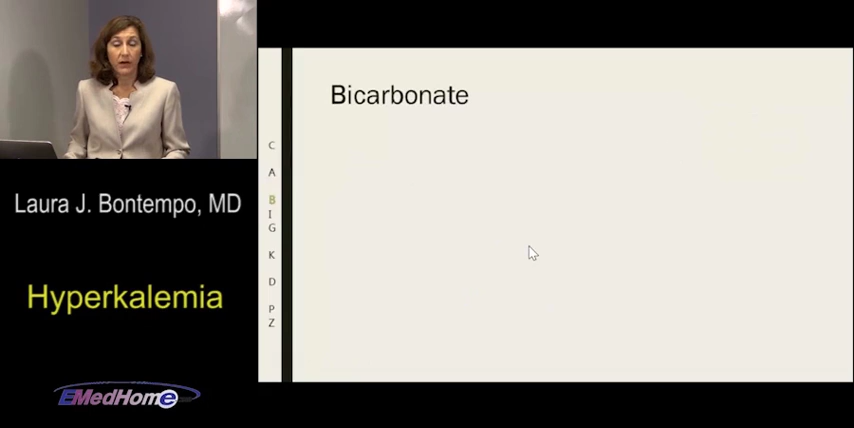 Bicarbonate
C
A
B
I
G
K
D
P
Z
Laura J. Bontempo, MD
Hyperkalemia
EMedHome